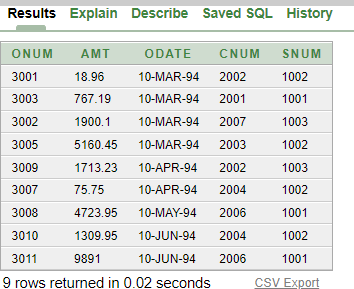 Results Explain Describe Saved SQL History
ONUM AMT ODATE CNUM SNUM
3001 18.96 10-MAR-94 2002 1002
3003 767.19 10-MAR-94 2001 1001
3002 1900.1 10-MAR-94 2007 1003
3005 5160.45 10-MAR-94 2003 1002
3009 1713.23 10-APR-94 2002 1003
3007 75.75 10-APR-94 2004 1002
3008 4723.95 10-MAY-94 2006 1001
3010 1309.95 10-JUN-94 2004 1002
3011 9891 10-JUN-94 2006 1001
9 rows returned in 0.02 seconds CSV Export